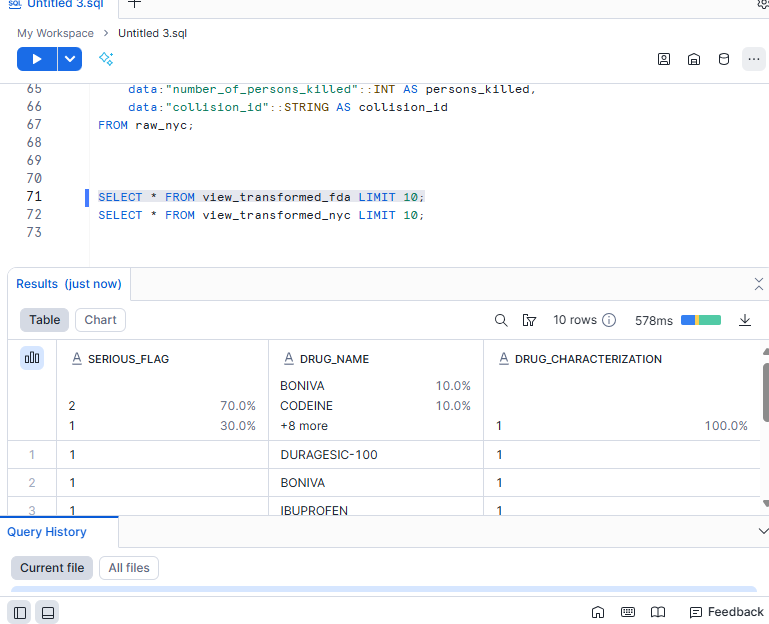 SQL Untitled 3.sql +
My Workspace > Untitled 3.sql
65 data:"number_of_persons_killed"::INT AS persons_killed,
66 data:"collision_id"::STRING AS collision_id
67 FROM raw_nyc;
68
69
70
71 SELECT * FROM view_transformed_fda LIMIT 10;
72 SELECT * FROM view_transformed_nyc LIMIT 10;
73
Results (just now)
Table Chart 10 rows 578ms
A SERIOUS_FLAG A DRUG_NAME A DRUG_CHARACTERIZATION
BONIVA 10.0%
2 70.0% CODEINE 10.0%
1 30.0% +8 more 1 100.0%
1 1 DURAGESIC-100 1
2 1 BONIVA 1
3 1 IBUPROFEN 1
Query History
Current file All files
Feedback